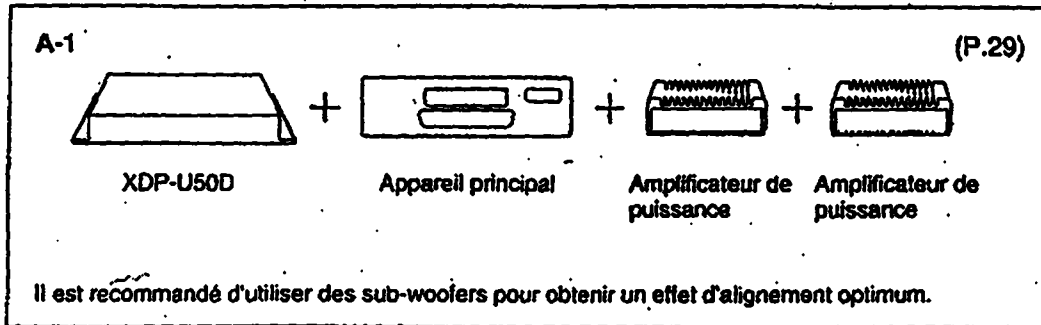 A-1 (P.29)
+ + +
XDP-U50D Appareil principal Amplificateur de puissance Amplificateur de puissance
Il est recommandé d'utiliser des sub-woofers pour obtenir un effet d'alignement optimum.